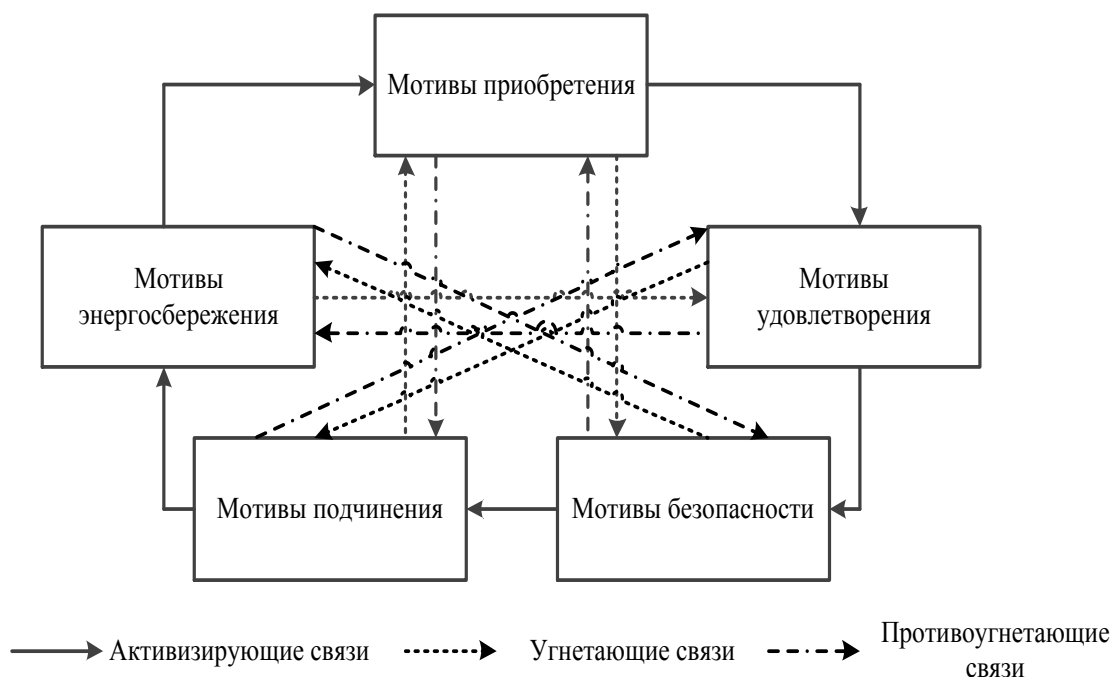 Мотивы приобретения
Мотивы
энергосбережения
Мотивы
удовлетворения
Мотивы подчинения
Мотивы безопасности
Активизирующие связи
Угнетающие связи
Противоугнетающие
связи